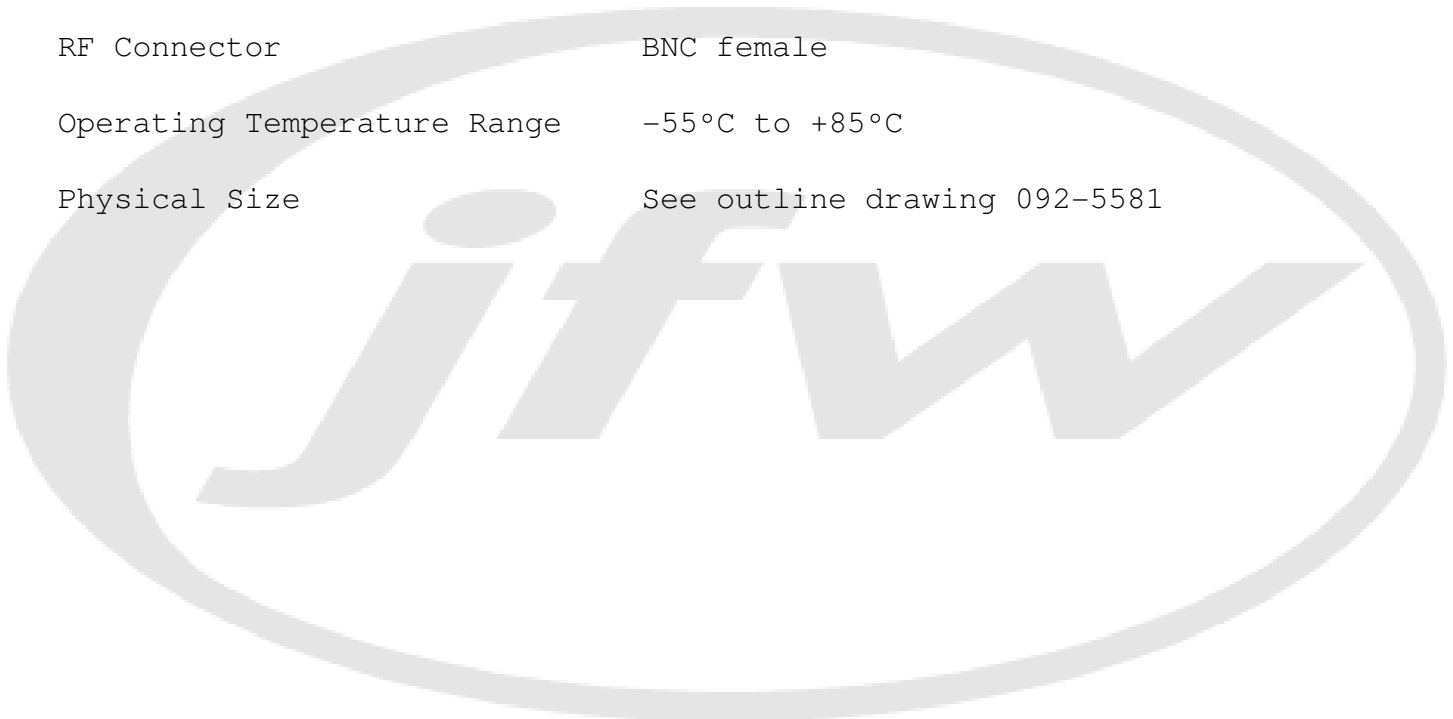 RF Connector BNC female
Operating Temperature Range -55°C to +85°C
Physical Size See outline drawing 092-5581
jfw